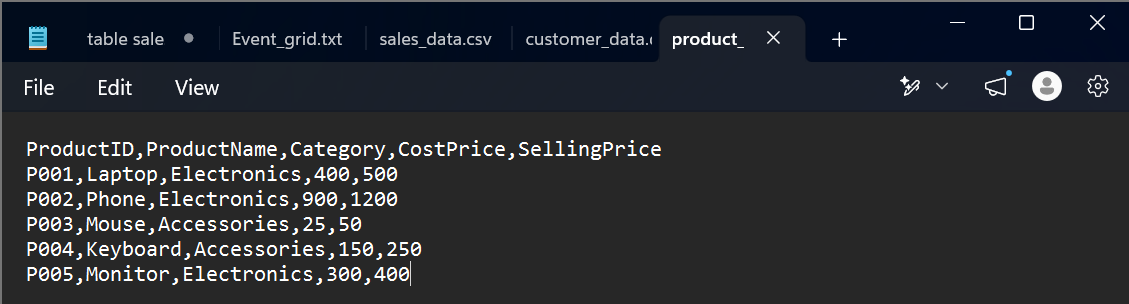 table sale
Event_grid.txt
sales_data.csv
customer_data.
product_
File Edit View
ProductID,ProductName,Category,CostPrice,SellingPrice
P001,Laptop,Electronics,400,500
P002,Phone,Electronics,900,1200
P003,Mouse,Accessories,25,50
P004,Keyboard,Accessories,150,250
P005,Monitor,Electronics,300,400